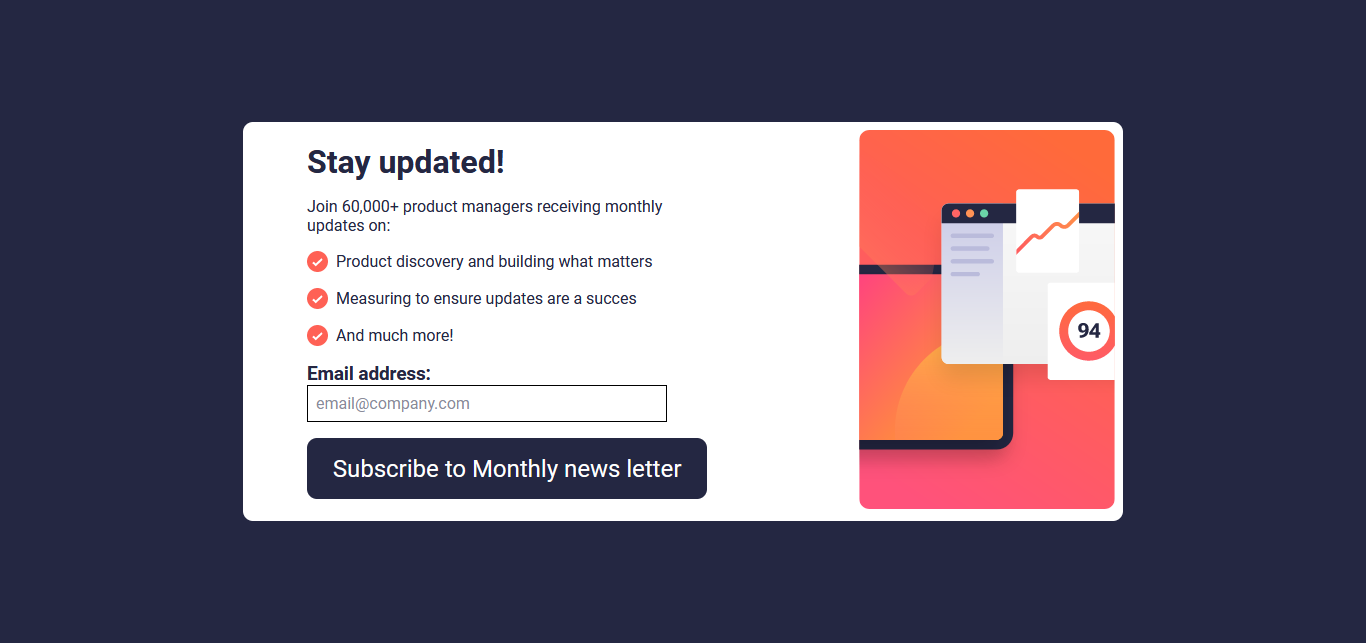 Stay updated!
Join 60,000+ product managers receiving monthly
updates on:
Product discovery and building what matters
Measuring to ensure updates are a succes
And much more!
Email address:
email@company.com
Subscribe to Monthly news letter
94